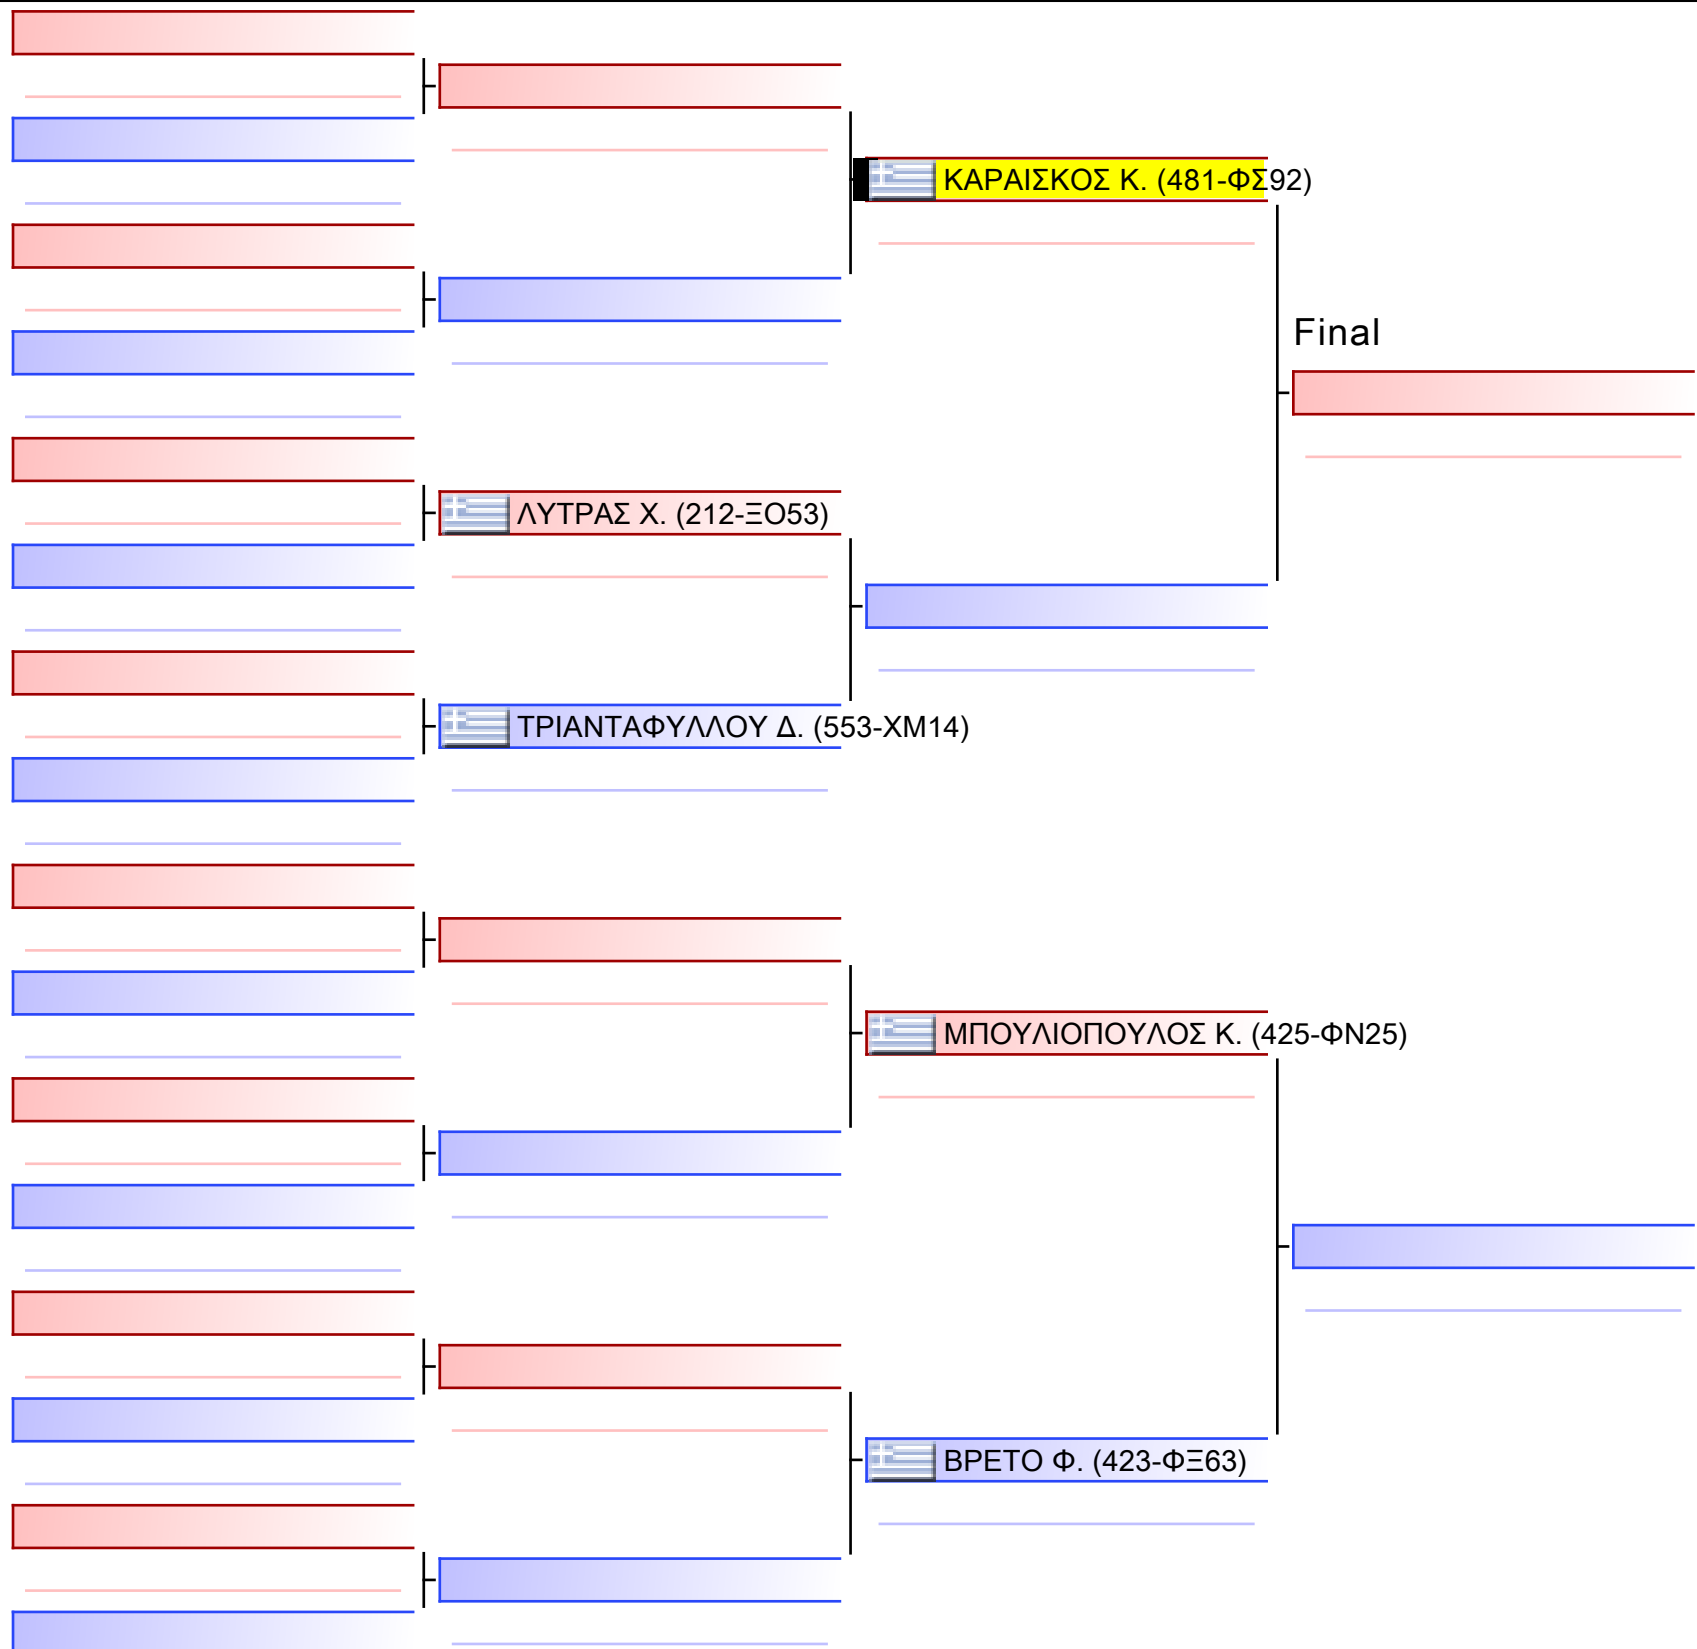 ΚΑΡΑΙΣΚΟΣ Κ. (481-ΦΣ92)
Final
ΛΥΤΡΑΣ Χ. (212-ΞΟ53)
ΤΡΙΑΝΤΑΦΥΛΛΟΥ Δ. (553-ΧΜ14)
ΜΠΟΥΛΙΟΠΟΥΛΟΣ Κ. (425-ΦΝ25)
ΒΡΕΤΟ Φ. (423-ΦΞ63)